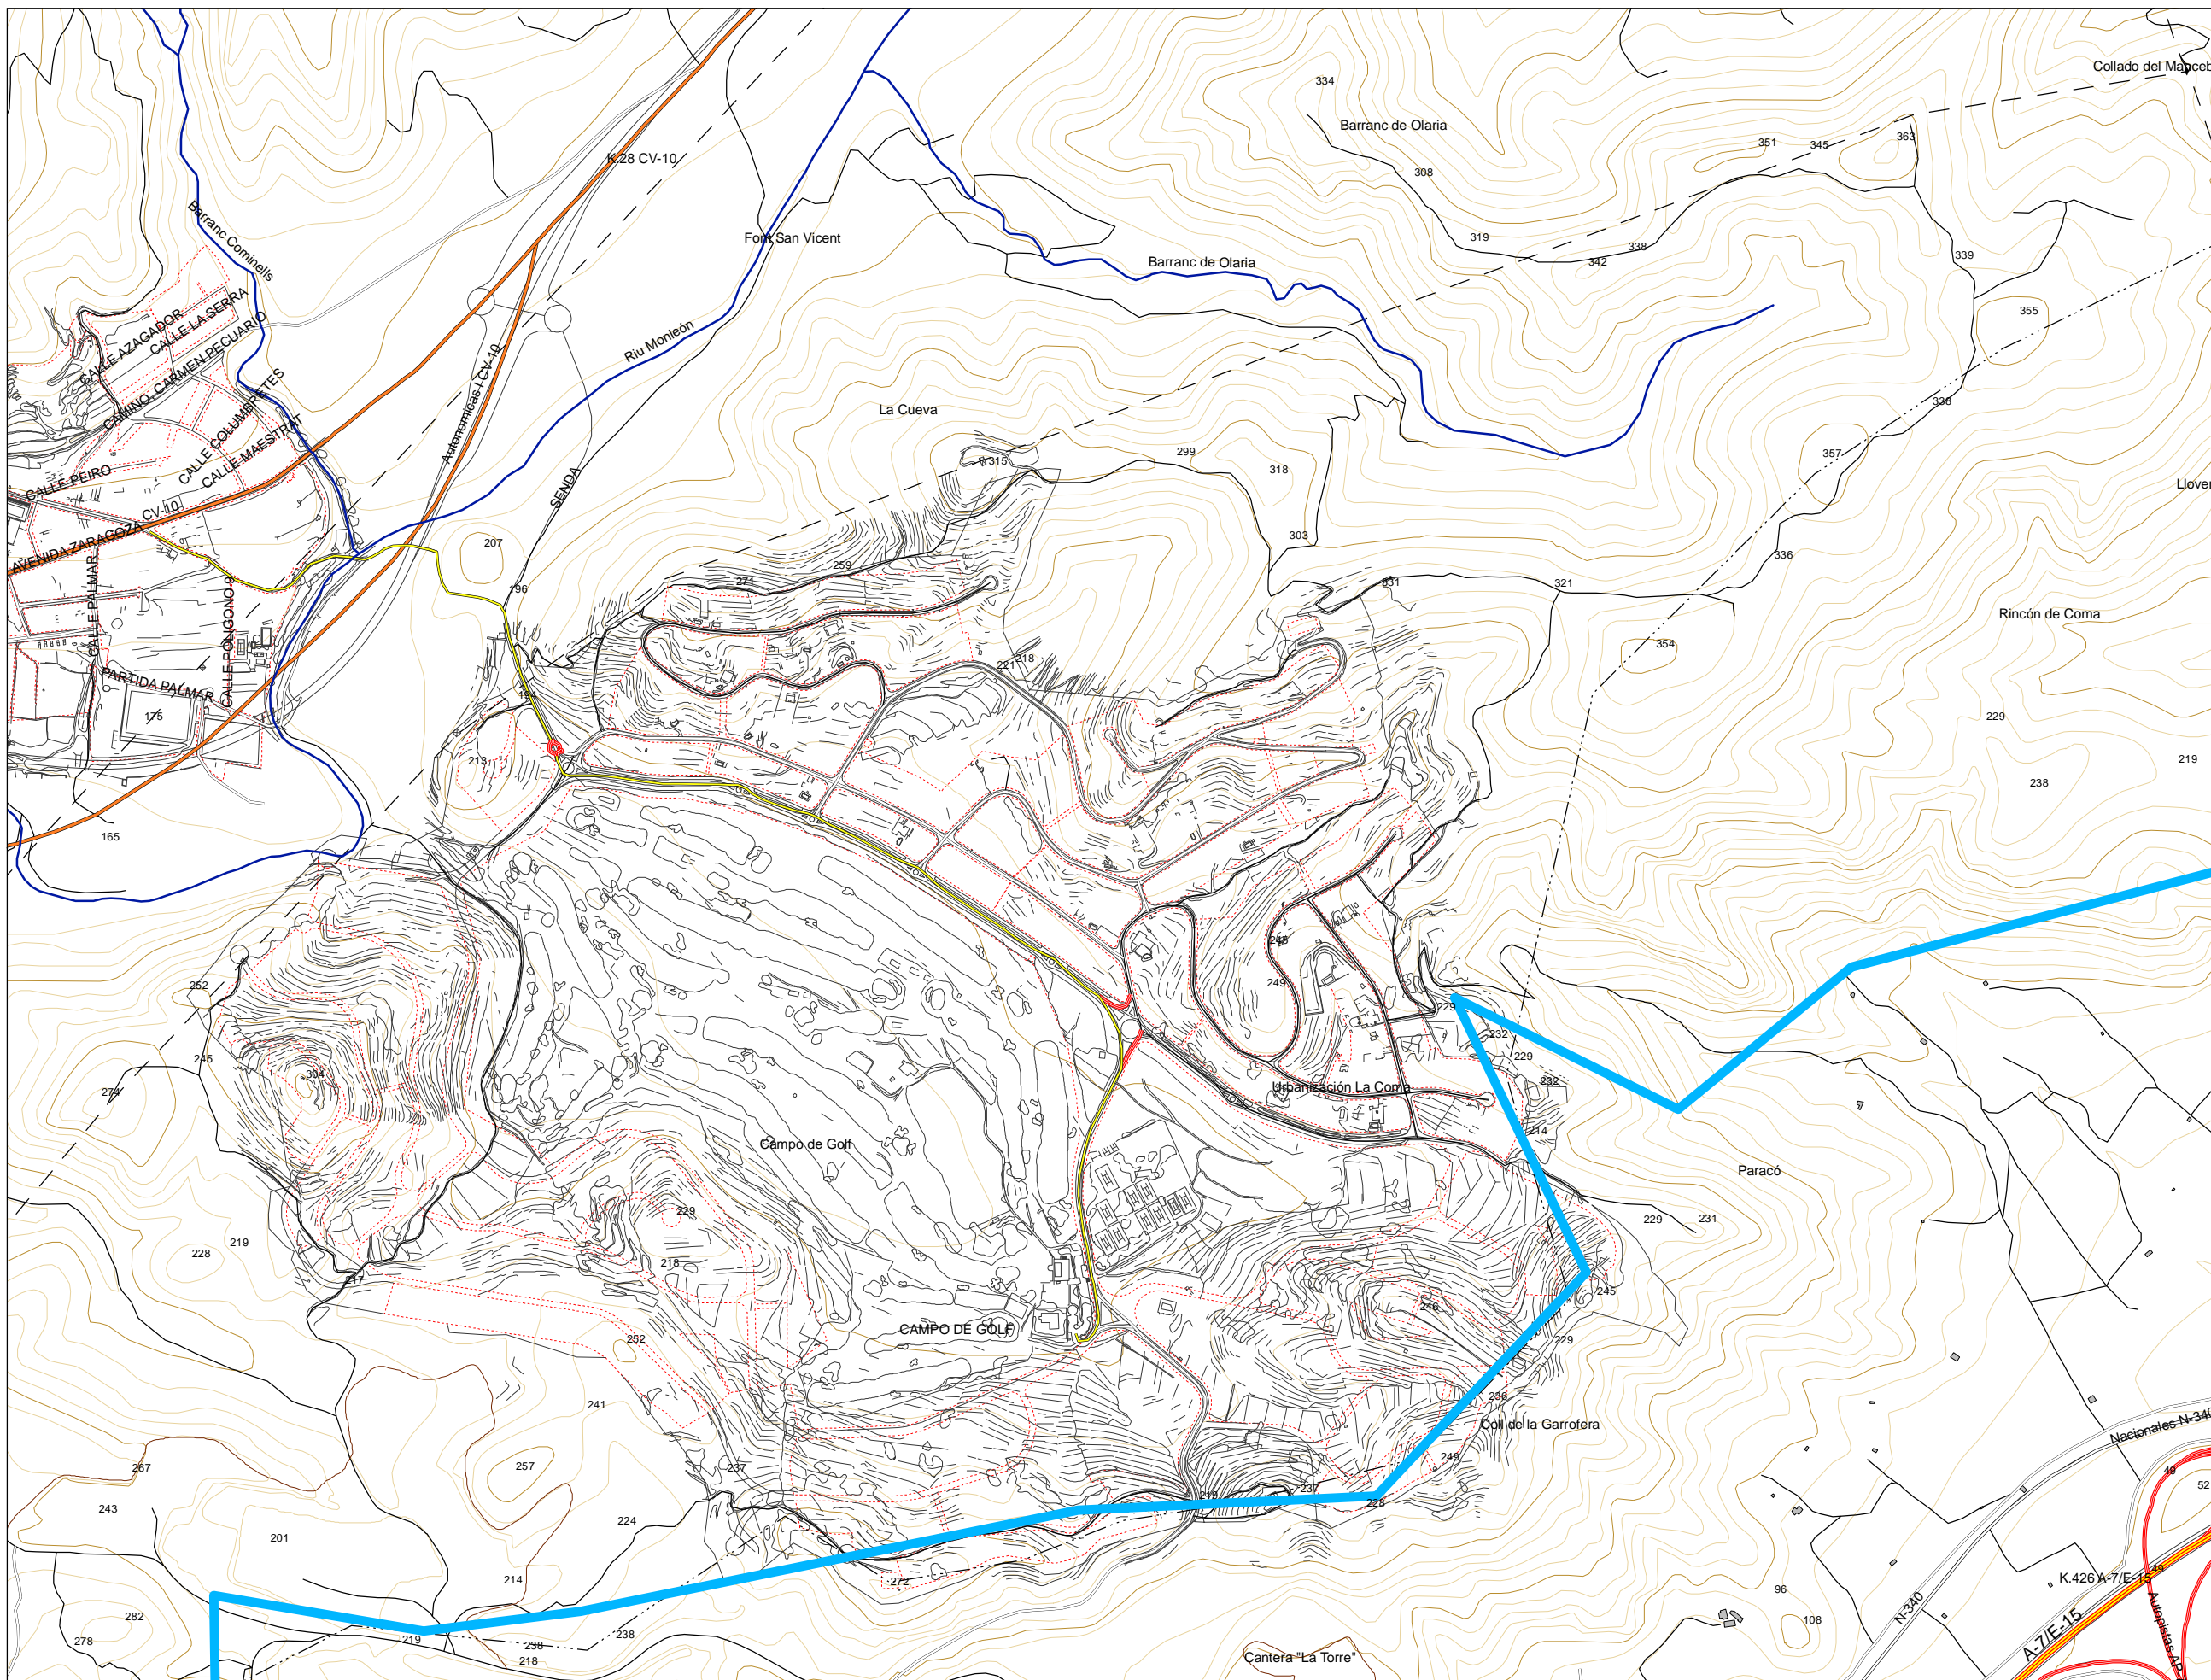 Collado del Manceb
334
Barranc de Olaria
363
351
345
K.28 CV-10
308
Barranc Cominells
Font San Vicent
319
338
339
342
Barranc de Olaria
CALLE AZAGADOR
CALLE LA SERRA
CAMINO CARMEN PECUARIO
355
Riu Monleón
Autonomicas I CV-10
CALLE COLUMBRETES
CALLE MAESTRAT
338
La Cueva
299
357
318
315
CALLE PEIRO
SENDA
Llover
CV-10
AVENIDA ZARAGOZA
303
207
336
259
271
331
321
196
CALLE PALMAR
CALLE POLIGONO 9
Rincón de Coma
354
218
221
PARTIDA PALMAR
194
175
229
213
219
238
165
248
249
252
229
232
245
229
304
232
274
Urbanización La Coma
214
Campo de Golf
Paracó
229
229
231
219
228
218
217
245
246
CAMPO DE GOLF
252
229
236
241
Coll de la Garrofera
Nacionales N-340
249
267
257
237
49
52
237
219
228
243
224
201
49
K.426 A-7/E-15
214
272
96
N-340
Autopistas AP-
282
108
A-7/E-15
278
219
238
238
218
Cantera "La Torre"